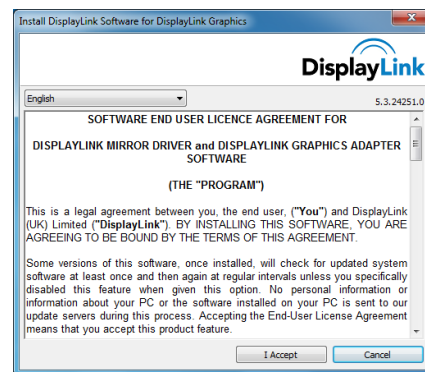 Install DisplayLink Software for DisplayLink Graphics
DisplayLink
English
5.3.24251.0
SOFTWARE END USER LICENCE AGREEMENT FOR
DISPLAYLINK MIRROR DRIVER and DISPLAYLINK GRAPHICS ADAPTER
SOFTWARE
(THE "PROGRAM")
This is a legal agreement between you, the end user, ("You") and DisplayLink
(UK) Limited ("DisplayLink"). BY INSTALLING THIS SOFTWARE, YOU ARE
AGREEING TO BE BOUND BY THE TERMS OF THIS AGREEMENT.
Some versions of this software, once installed, will check for updated system
software at least once and then again at regular intervals unless you specifically
disabled this feature when given this option. No personal information or
information about your PC or the software installed on your PC is sent to our
update servers during this process. Accepting the End-User License Agreement
means that you accept this product feature.
I Accept
Cancel